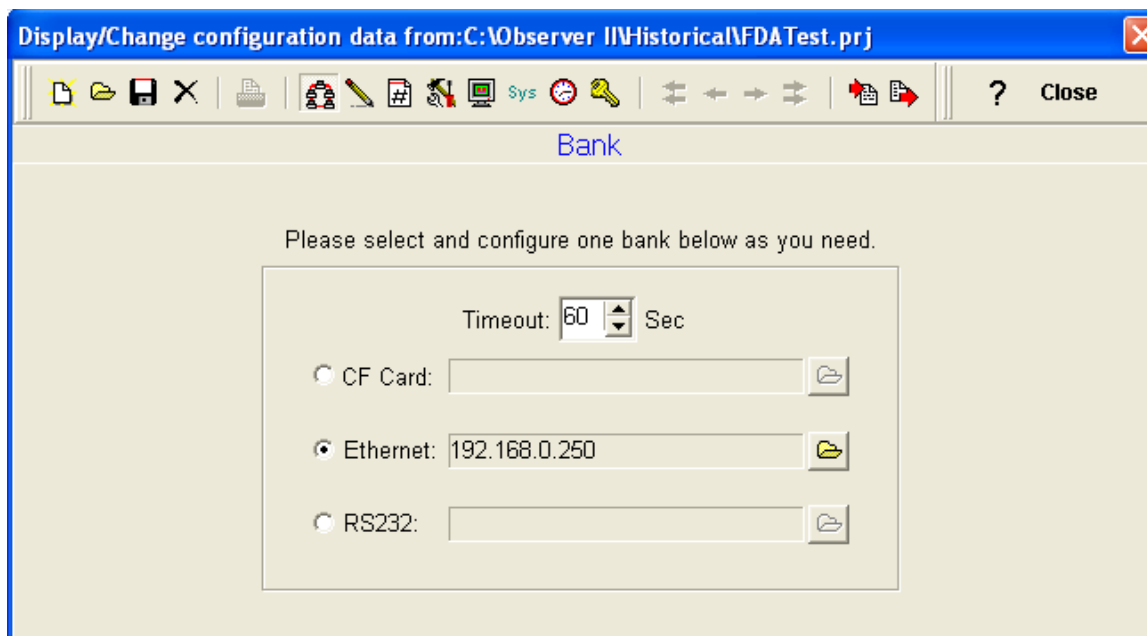 Display/Change configuration data from:C:\Observer II\Historical\FDATest.prj
Sys ? Close
Bank
Please select and configure one bank below as you need.
Timeout: 60 Sec
CF Card:
Ethernet: 192.168.0.250
RS232: